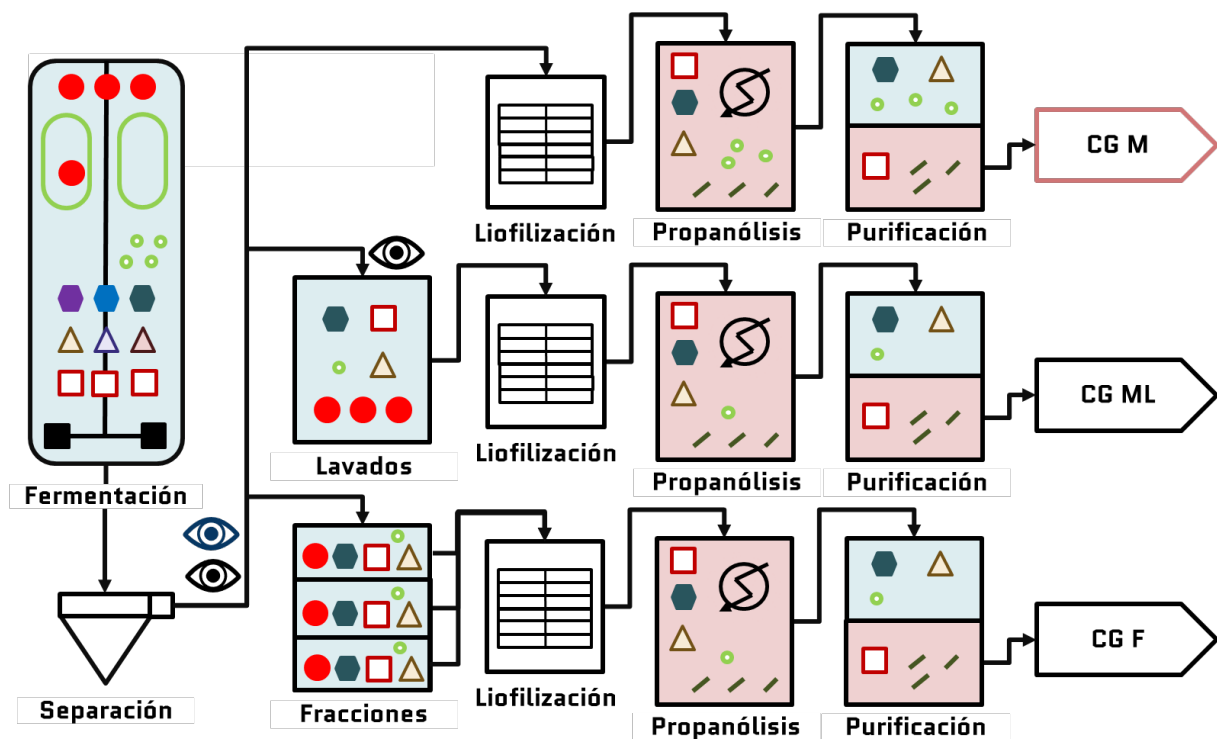 Liofilización
Propanólisis
Purificación
CG M
Fermentación
Lavados
Liofilización
Propanólisis
Purificación
CG ML
Separación
Fracciones
Liofilización
Propanólisis
Purificación
CG F